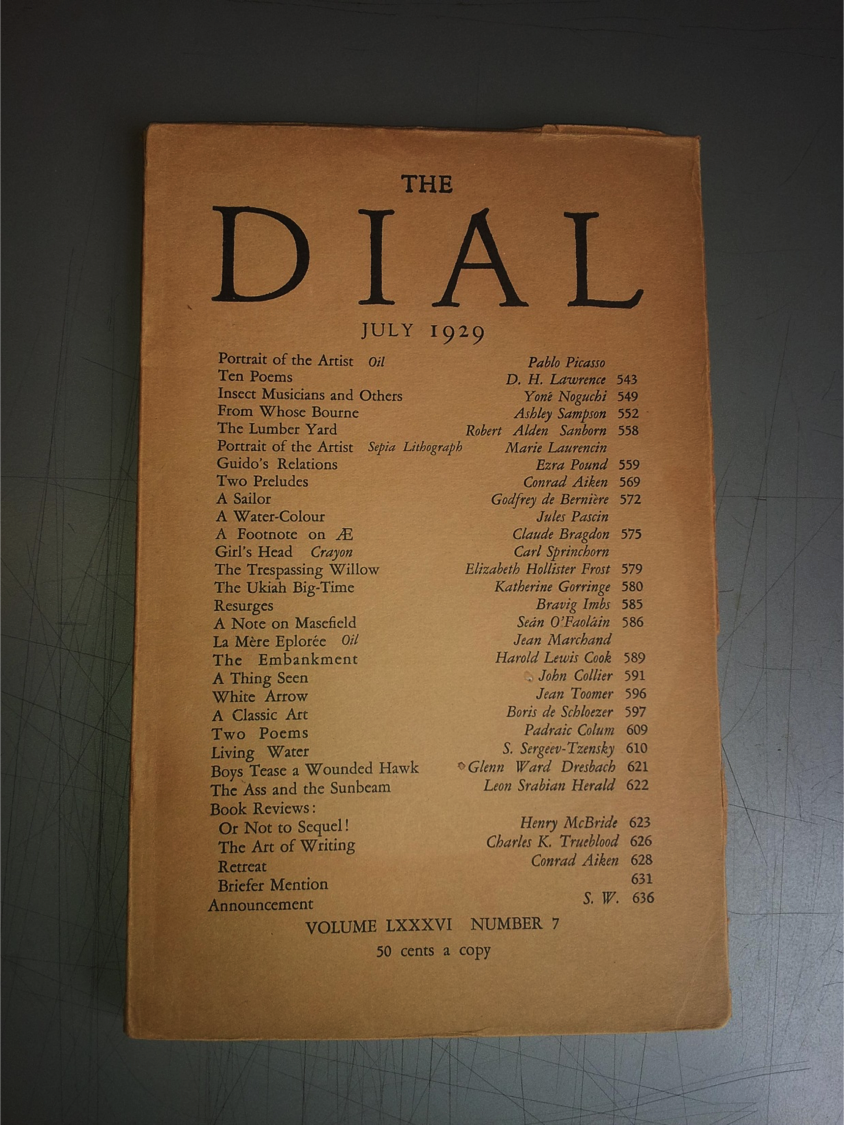 THE
DIAL
JULY 1929
Portrait of the Artist Oil Pablo Picasso
Ten Poems D. H. Lawrence 543
Insect Musicians and Others Yoné Noguchi 549
From Whose Bourne Ashley Sampson 552
The Lumber Yard Robert Alden Sanborn 558
Portrait of the Artist Sepia Lithograph Marie Laurencin
Guido's Relations Ezra Pound 559
Two Preludes Conrad Aiken 569
A Sailor Godfrey de Bernière 572
A Water-Colour Jules Pascin
A Footnote on Æ Claude Bragdon 575
Girl's Head Crayon Carl Sprinchorn
The Trespassing Willow Elizabeth Hollister Frost 579
The Ukiah Big-Time Katherine Gorringe 580
Resurges Bravig Imbs 585
A Note on Masefield Seán O'Faoláin 586
La Mère Eplorée Oil Jean Marchand
The Embankment Harold Lewis Cook 589
A Thing Seen John Collier 591
White Arrow Jean Toomer 596
A Classic Art Boris de Schloezer 597
Two Poems Padraic Colum 609
Living Water S. Sergeev-Tzensky 610
Boys Tease a Wounded Hawk Glenn Ward Dresbach 621
The Ass and the Sunbeam Leon Srabian Herald 622
Book Reviews:
Or Not to Sequel! Henry McBride 623
The Art of Writing Charles K. Trueblood 626
Retreat Conrad Aiken 628
Briefer Mention 631
Announcement S. W. 636
VOLUME LXXXVI NUMBER 7
50 cents a copy